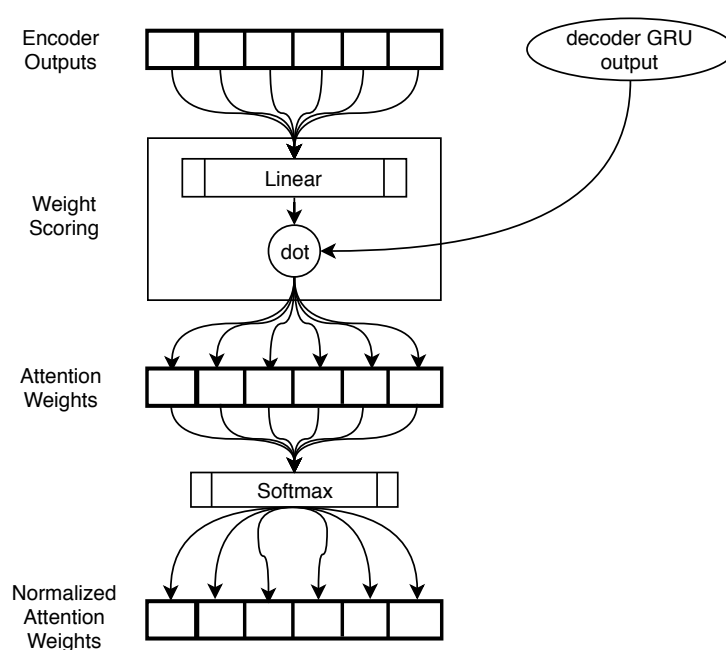 Encoder
Outputs
decoder GRU
output
Linear
Weight
Scoring
dot
Attention
Weights
Softmax
Normalized
Attention
Weights